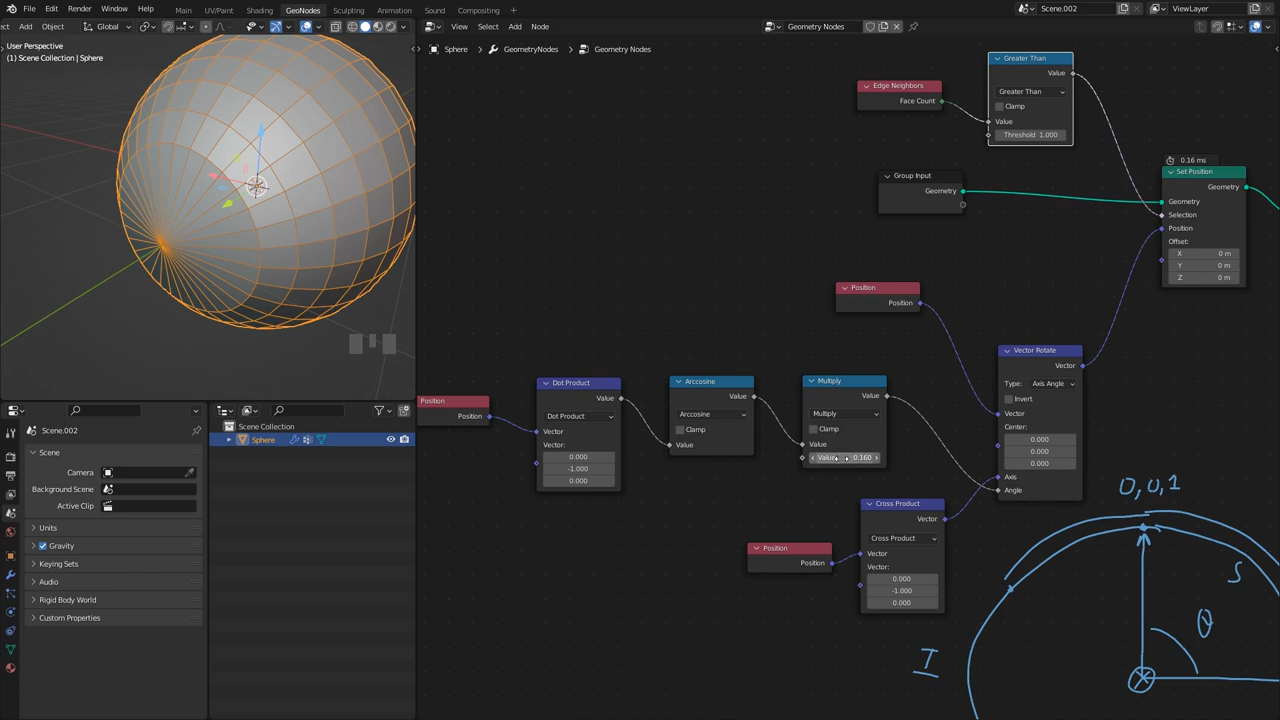 File Edit Render Window Help Main UV/Paint Shading GeoNodes Sculpting Animation Scripting Compositing Scene.002 ViewLayer
ct Add Object Global View Select Add Node Geometry Nodes
User Perspective
(1) Scene Collection | Sphere
Sphere GeometryNodes Geometry Nodes
Greater Than
Value
Greater Than
Clamp
Value
Threshold 1.000
Edge Neighbors
Face Count
0.16 ms
Set Position
Geometry
Geometry
Selection
Position
Offset:
X 0 m
Y 0 m
Z 0 m
Group Input
Geometry
Position
Position
Vector Rotate
Vector
Type: Axis Angle
Invert
Vector
Center:
0.000
0.000
0.000
Axis
Angle
Position
Position
Dot Product
Value
Dot Product
Vector
Vector:
0.000
-1.000
0.000
Arccosine
Value
Arccosine
Clamp
Value
Multiply
Value
Multiply
Clamp
Value
Value 0.160
Cross Product
Vector
Cross Product
Vector
Vector:
0.000
-1.000
0.000
Position
Position
Scene.002
Scene
Camera
Background Scene
Active Clip
Units
Gravity
Keying Sets
Audio
Rigid Body World
Custom Properties
Scene Collection
Sphere
0,0,1
S
θ
I